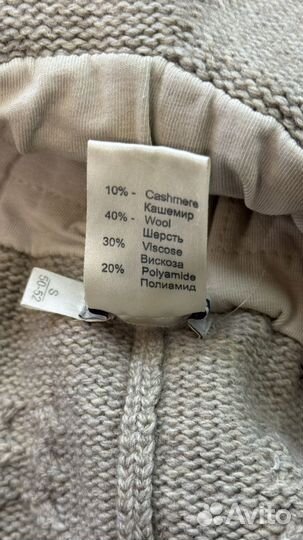 10% - Cashmere
Кашемир
40% - Wool
Шерсть
30% Viscose
Вискоза
20% Polyamide
Полиамид
S
50-52
Avito